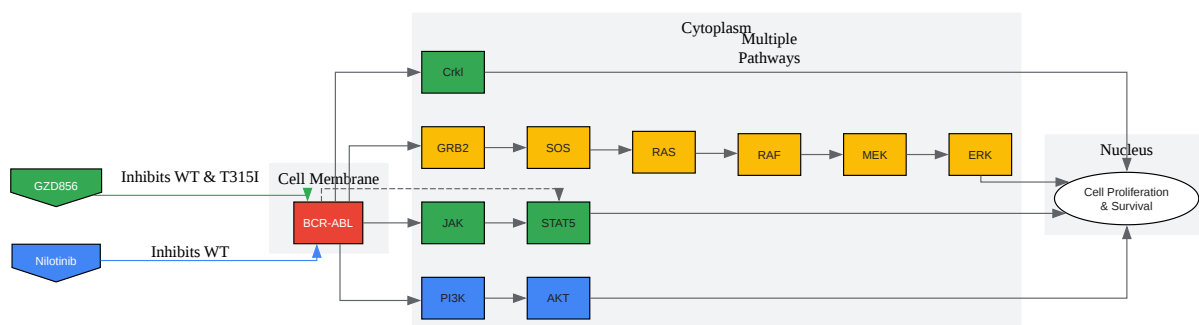 Cytoplasm
Multiple
Pathways
Crkl
GRB2
SOS
RAS
RAF
MEK
ERK
Nucleus
Inhibits WT & T315I
Cell Membrane
GZD856
Cell Proliferation
& Survival
BCR-ABL
JAK
STAT5
Inhibits WT
Nilotinib
PI3K
AKT